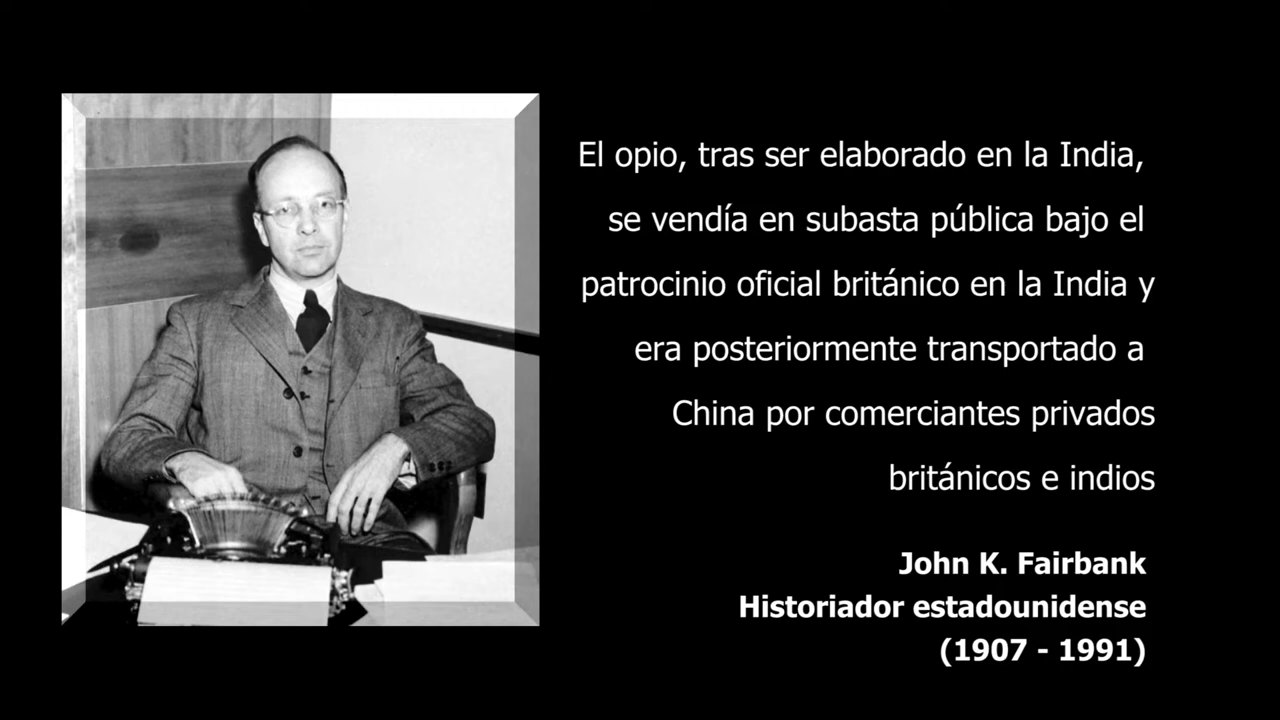 El opio, tras ser elaborado en la India,
se vendía en subasta pública bajo el
patrocinio oficial británico en la India y
era posteriormente transportado a
China por comerciantes privados
británicos e indios
John K. Fairbank
Historiador estadounidense
(1907 - 1991)